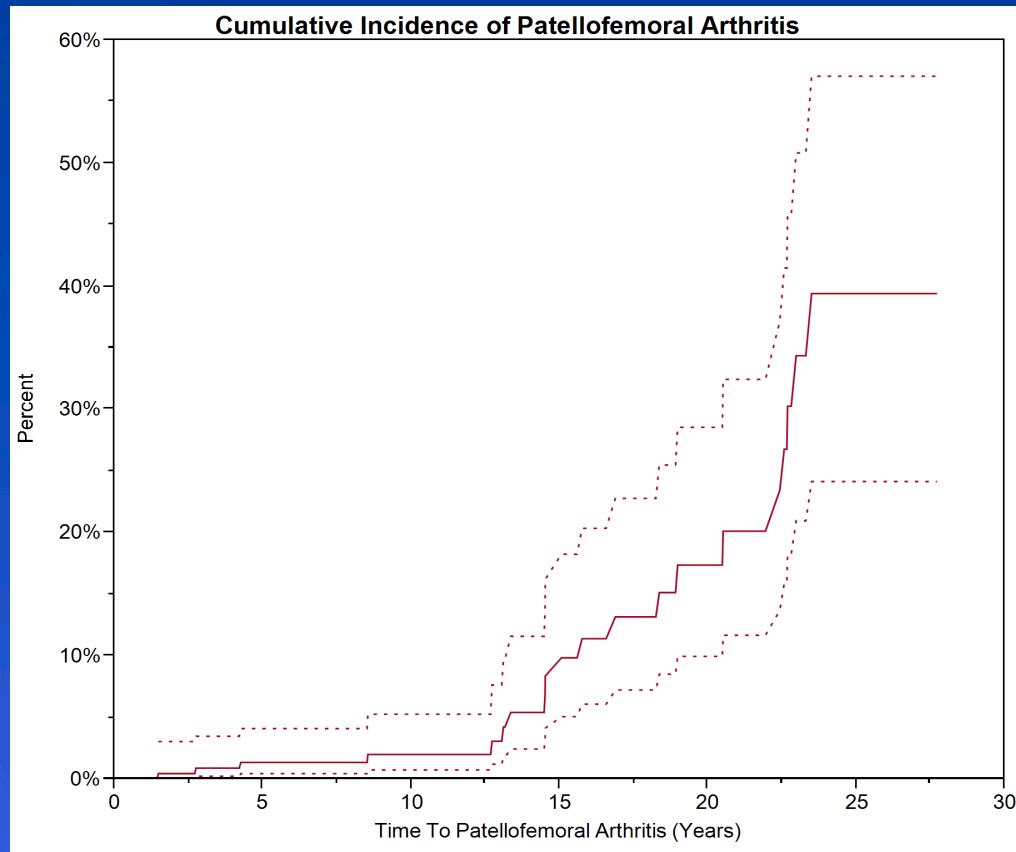 Cumulative Incidence of Patellofemoral Arthritis
60%
50%
40%
30%
20%
10%
0%
Percent
0 5 10 15 20 25 30
Time To Patellofemoral Arthritis (Years)